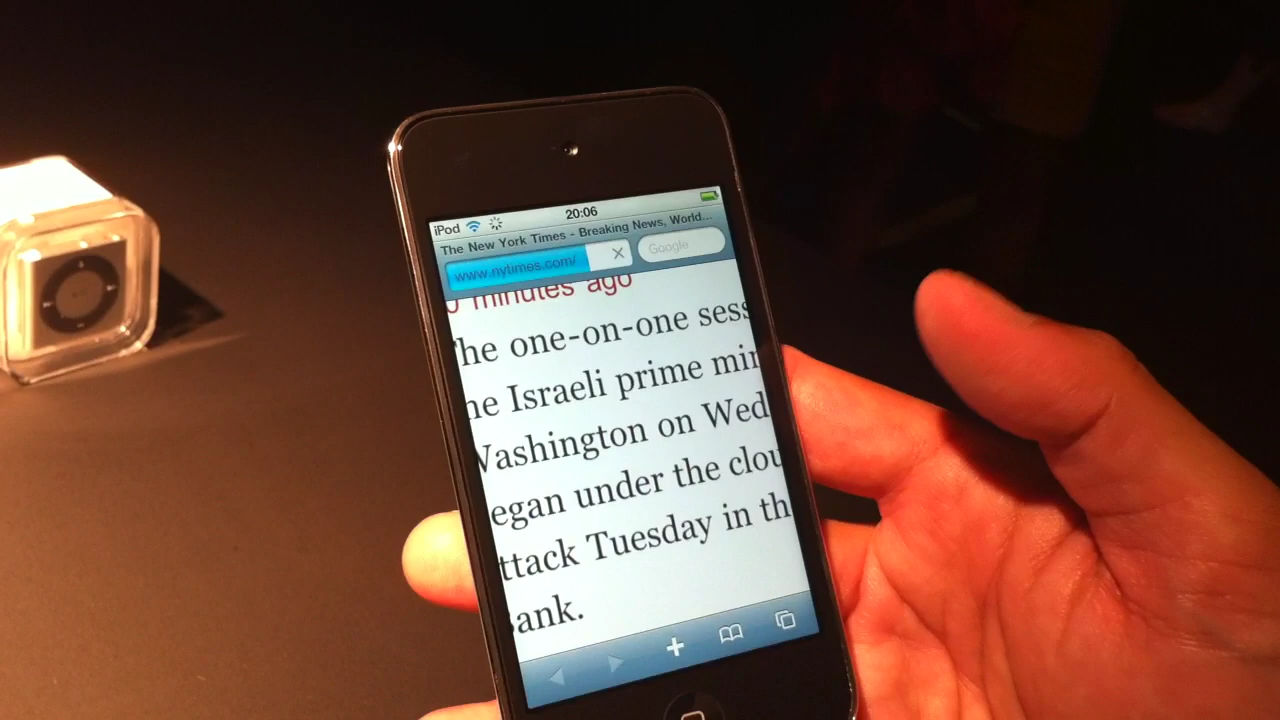 iPod 20:06
The New York Times - Breaking News, World...
www.nytimes.com/ Google
minutes ago
he one-on-one sess
he Israeli prime min
Washington on Wed
egan under the clou
ttack Tuesday in th
ank.